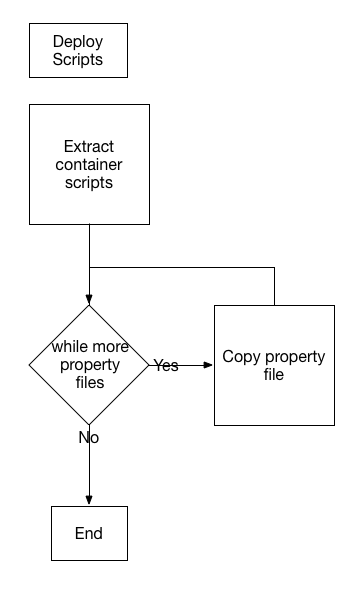 Deploy
Scripts
Extract
container
scripts
while more
property
files
Yes
Copy property
file
No
End